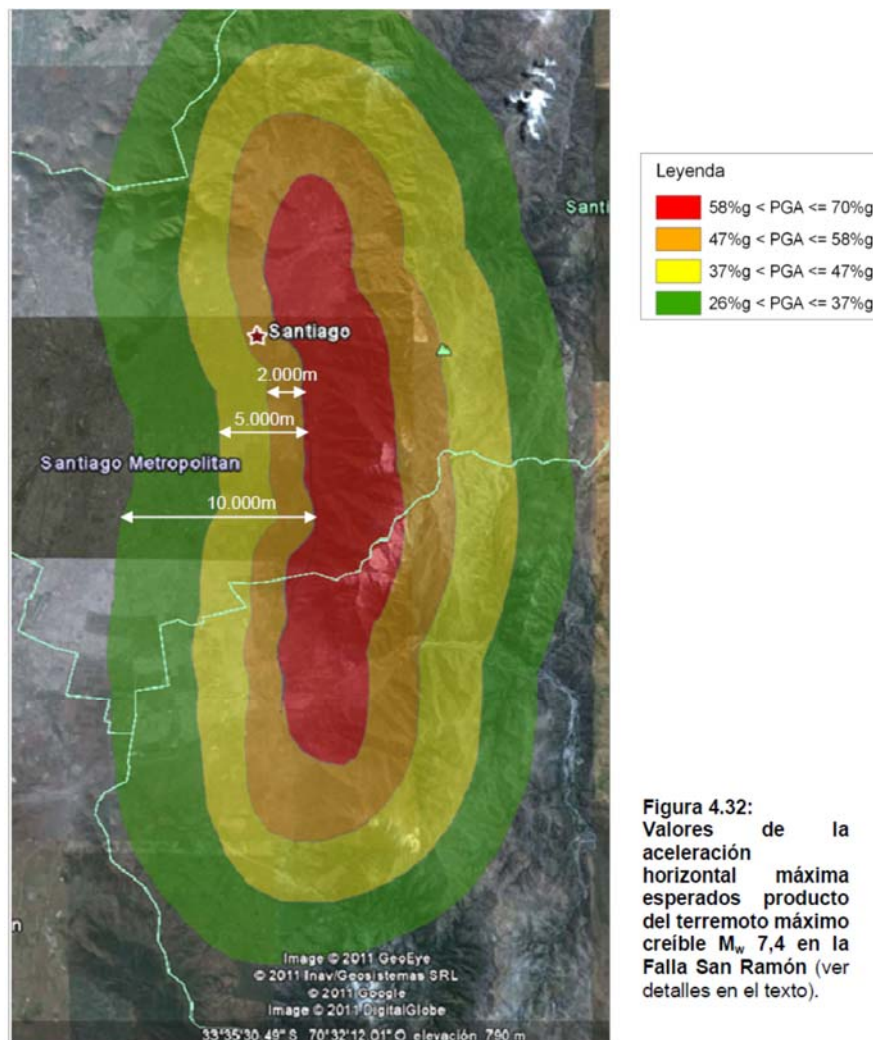 Santiago
2.000m
5.000m
Santiago Metropolitan
10.000m
Santi
n
Image © 2011 GeoEye
© 2011 Inav/Geosistemas SRL
© 2011 Google
Image © 2011 DigitalGlobe
33°35'30.49" S 70°32'12.01" O elevación 790 m
Leyenda
58%g < PGA <= 70%g
47%g < PGA <= 58%g
37%g < PGA <= 47%g
26%g < PGA <= 37%g
Figura 4.32:
Valores de la
aceleración
horizontal máxima
esperados producto
del terremoto máximo
creíble Mw 7,4 en la
Falla San Ramón (ver
detalles en el texto).